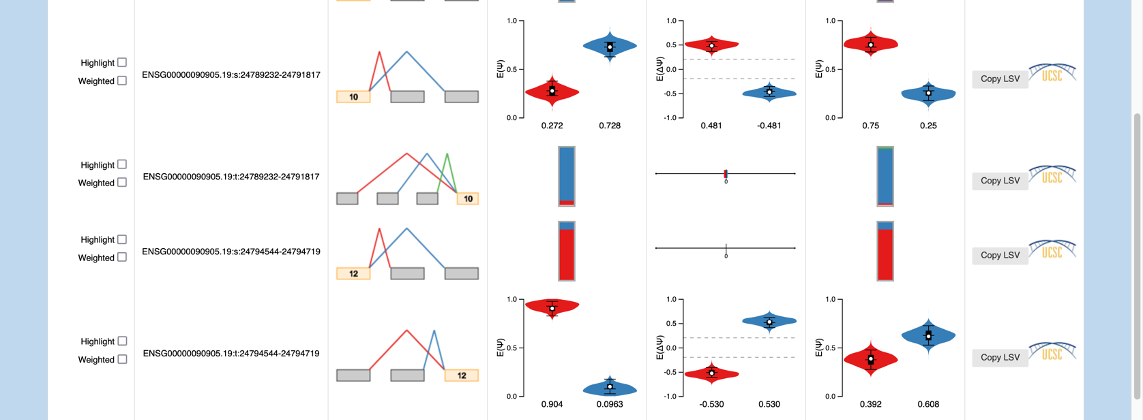 Highlight
Weighted
ENSG00000090905.19:s:24789232-24791817
10
1.0
0.5
0.0
E(Ψ)
0.272 0.728
1.0
0.5
0.0
-0.5
-1.0
E(ΔΨ)
0.481 -0.481
1.0
0.5
0.0
E(Ψ)
0.75 0.25
Copy LSV
UCSC
Highlight
Weighted
ENSG00000090905.19:t:24789232-24791817
10
0
Copy LSV
UCSC
Highlight
Weighted
ENSG00000090905.19:s:24794544-24794719
12
0
Copy LSV
UCSC
Highlight
Weighted
ENSG00000090905.19:t:24794544-24794719
12
1.0
0.5
0.0
E(Ψ)
0.904 0.0963
1.0
0.5
0.0
-0.5
-1.0
E(ΔΨ)
-0.530 0.530
1.0
0.5
0.0
E(Ψ)
0.392 0.608
Copy LSV
UCSC